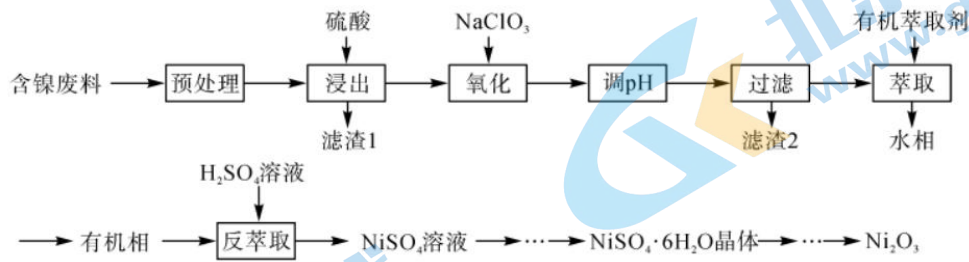 硫酸 NaClO₃ 有机萃取剂
含镍废料 预处理 浸出 氧化 调pH 过滤 萃取
滤渣1 滤渣2 水相
H₂SO₄溶液
有机相 反萃取 NiSO₄溶液 ··· NiSO₄·6H₂O晶体 ··· Ni₂O₃